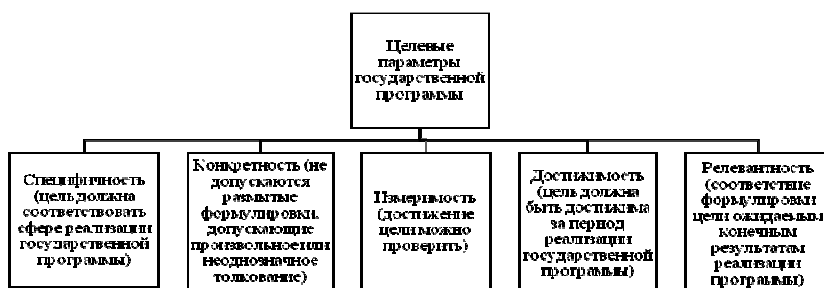 Целевые
параметры
государственной
программы
Специфичность
(цель должна
соответствовать
сфере реализации
государственной
программы)
Конкретность (не
допускаются
размытые
формулировки,
допускающие
произвольное или
неоднозначное
толкование)
Измеримость
(достижение
цели можно
проверить)
Достижимость
(цель должна
быть достижима
за период
реализации
государственной
программы)
Релевантность
(соответствие
формулировки
цели ожидаемым
конечным
результатам
реализации
программы)